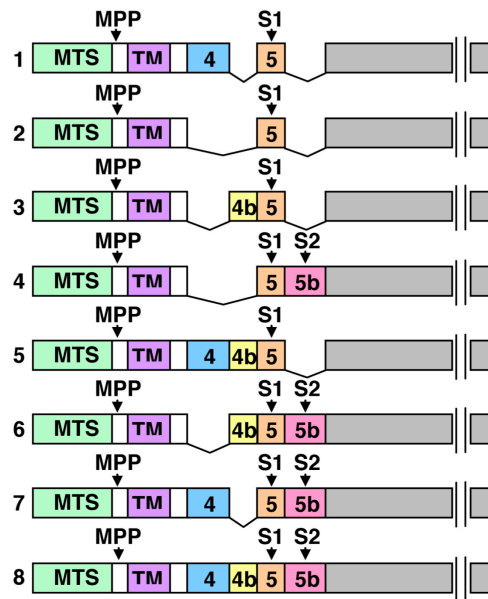 MPP S1
1 MTS TM 4 5
MPP S1
2 MTS TM 5
MPP S1
3 MTS TM 4b 5
MPP S1 S2
4 MTS TM 5 5b
MPP S1
5 MTS TM 4 4b 5
MPP S1 S2
6 MTS TM 4b 5 5b
MPP S1 S2
7 MTS TM 4 5 5b
MPP S1 S2
8 MTS TM 4 4b 5 5b